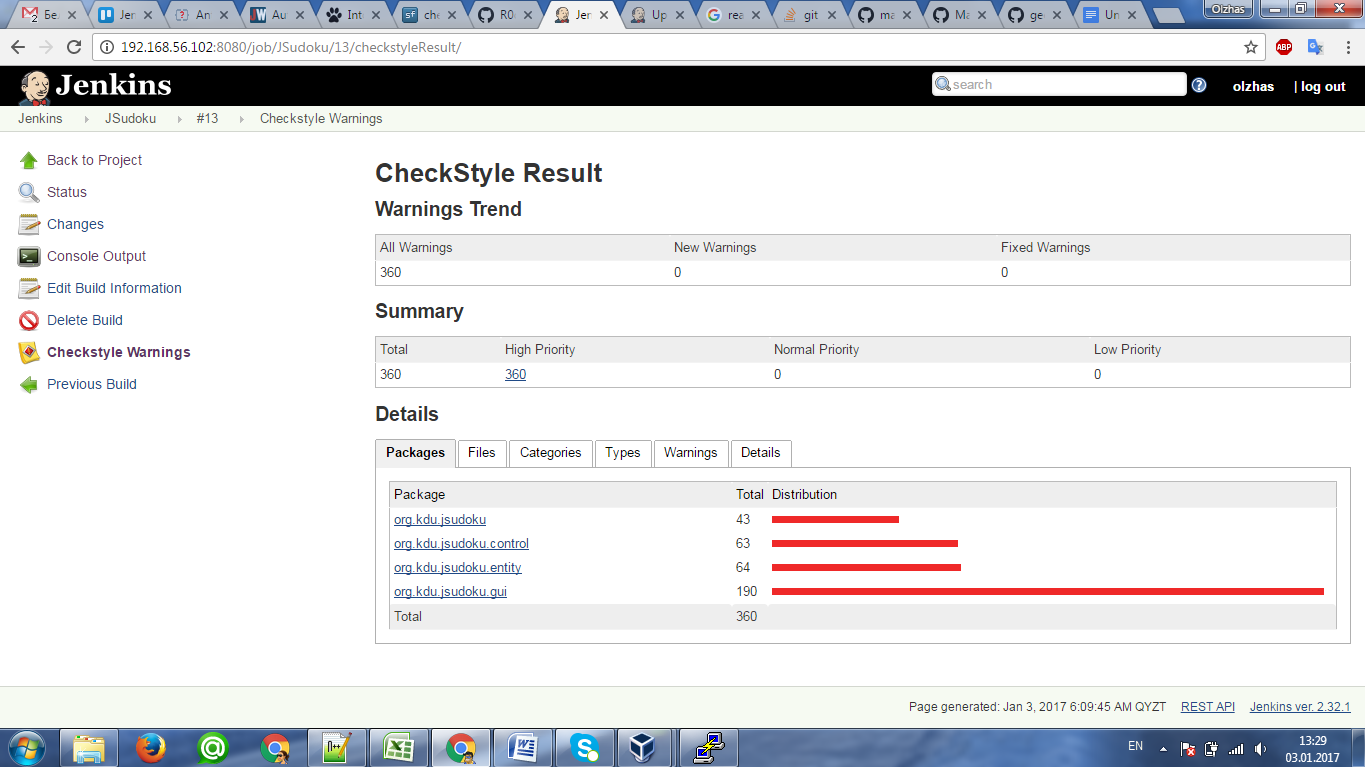 Be. Jer An W Au Int sf che R0 Jer Up rea git ma Ma ge Un Olzhas
192.168.56.102:8080/job/JSudoku/13/checkstyleResult/ ABP
Jenkins search ? olzhas | log out
Jenkins JSudoku #13 Checkstyle Warnings
Back to Project
Status
Changes
Console Output
Edit Build Information
Delete Build
Checkstyle Warnings
Previous Build
CheckStyle Result
Warnings Trend
All Warnings New Warnings Fixed Warnings
360 0 0
Summary
Total High Priority Normal Priority Low Priority
360 360 0 0
Details
Packages Files Categories Types Warnings Details
Package Total Distribution
org.kdu.jsudoku 43
org.kdu.jsudoku.control 63
org.kdu.jsudoku.entity 64
org.kdu.jsudoku.gui 190
Total 360
Page generated: Jan 3, 2017 6:09:45 AM QYZT REST API Jenkins ver. 2.32.1
EN 13:29
03.01.2017